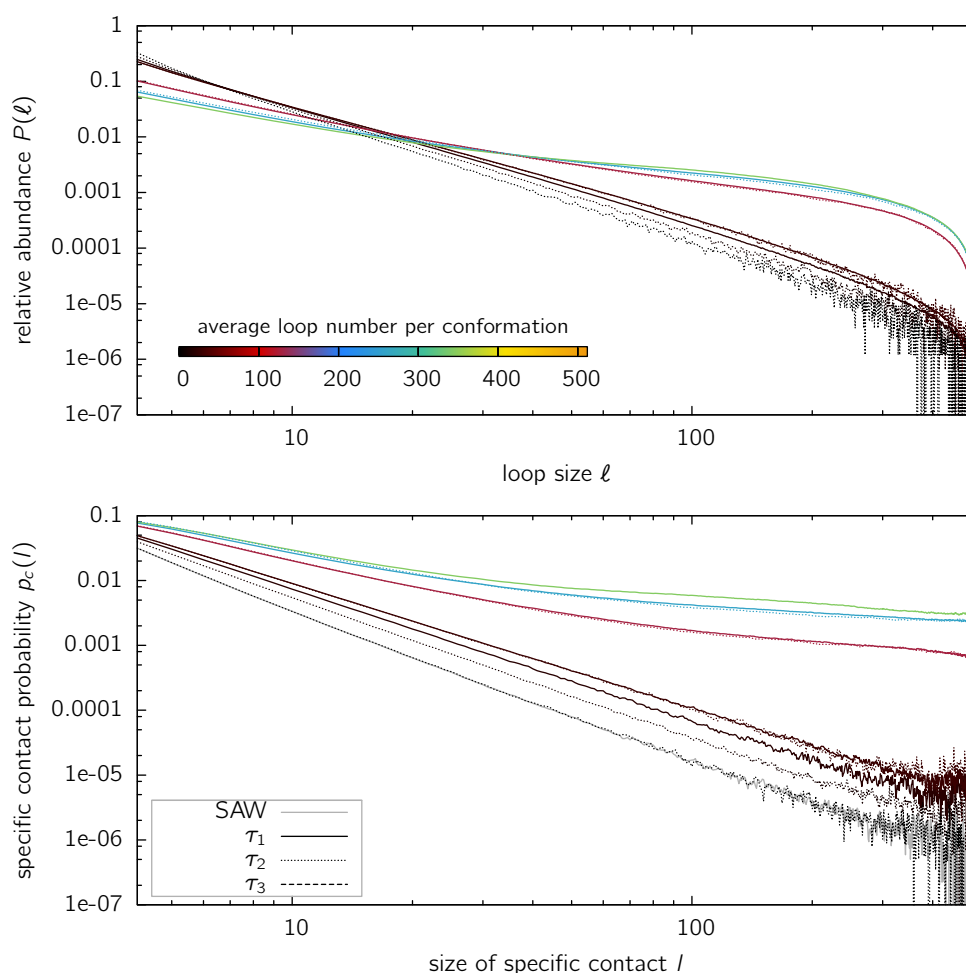 1
0.1
0.01
0.001
0.0001
1e-05
1e-06
1e-07
relative abundance P(ℓ)
average loop number per conformation
0 100 200 300 400 500
10 100
loop size ℓ
0.1
0.01
0.001
0.0001
1e-05
1e-06
1e-07
specific contact probability p_c(l)
SAW
τ₁
τ₂
τ₃
10 100
size of specific contact l